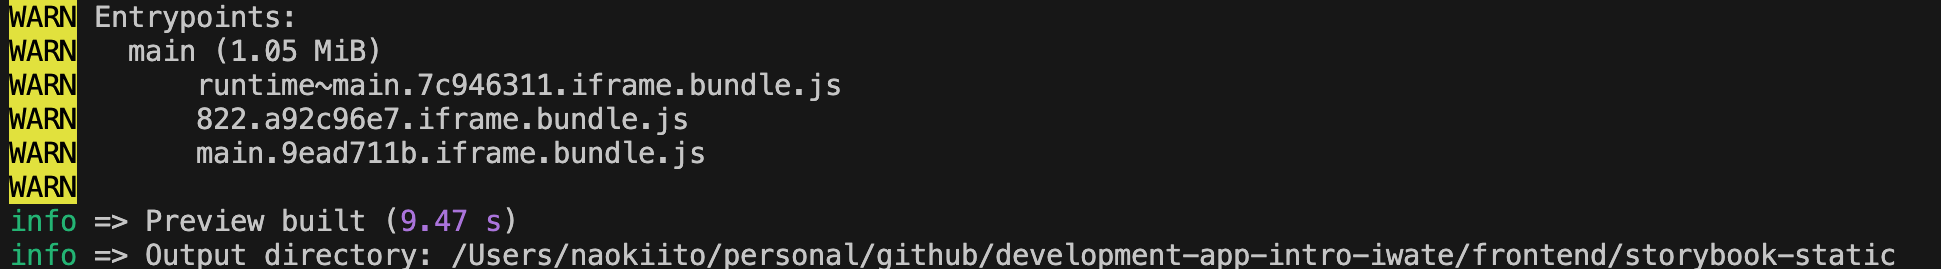 WARN Entrypoints:
WARN   main (1.05 MiB)
WARN       runtime~main.7c946311.iframe.bundle.js
WARN       822.a92c96e7.iframe.bundle.js
WARN       main.9ead711b.iframe.bundle.js
WARN
info => Preview built (9.47 s)
info => Output directory: /Users/naokiito/personal/github/development-app-intro-iwate/frontend/storybook-static